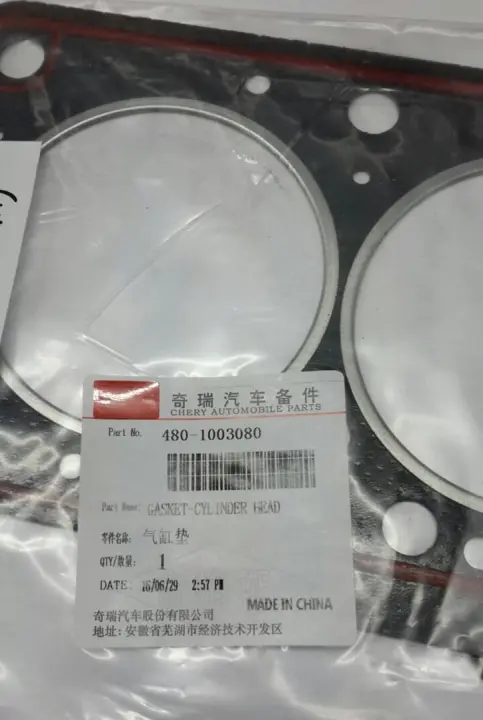 奇瑞汽车备件
CHERY AUTOMOBILE PARTS
Part No. 480-1003080
Part Name: GASKET-CYLINDER HEAD
零件名称: 气缸垫
QTY/数量: 1
DATE: 16/06/29 2:57 PM
MADE IN CHINA
奇瑞汽车股份有限公司
地址:安徽省芜湖市经济技术开发区